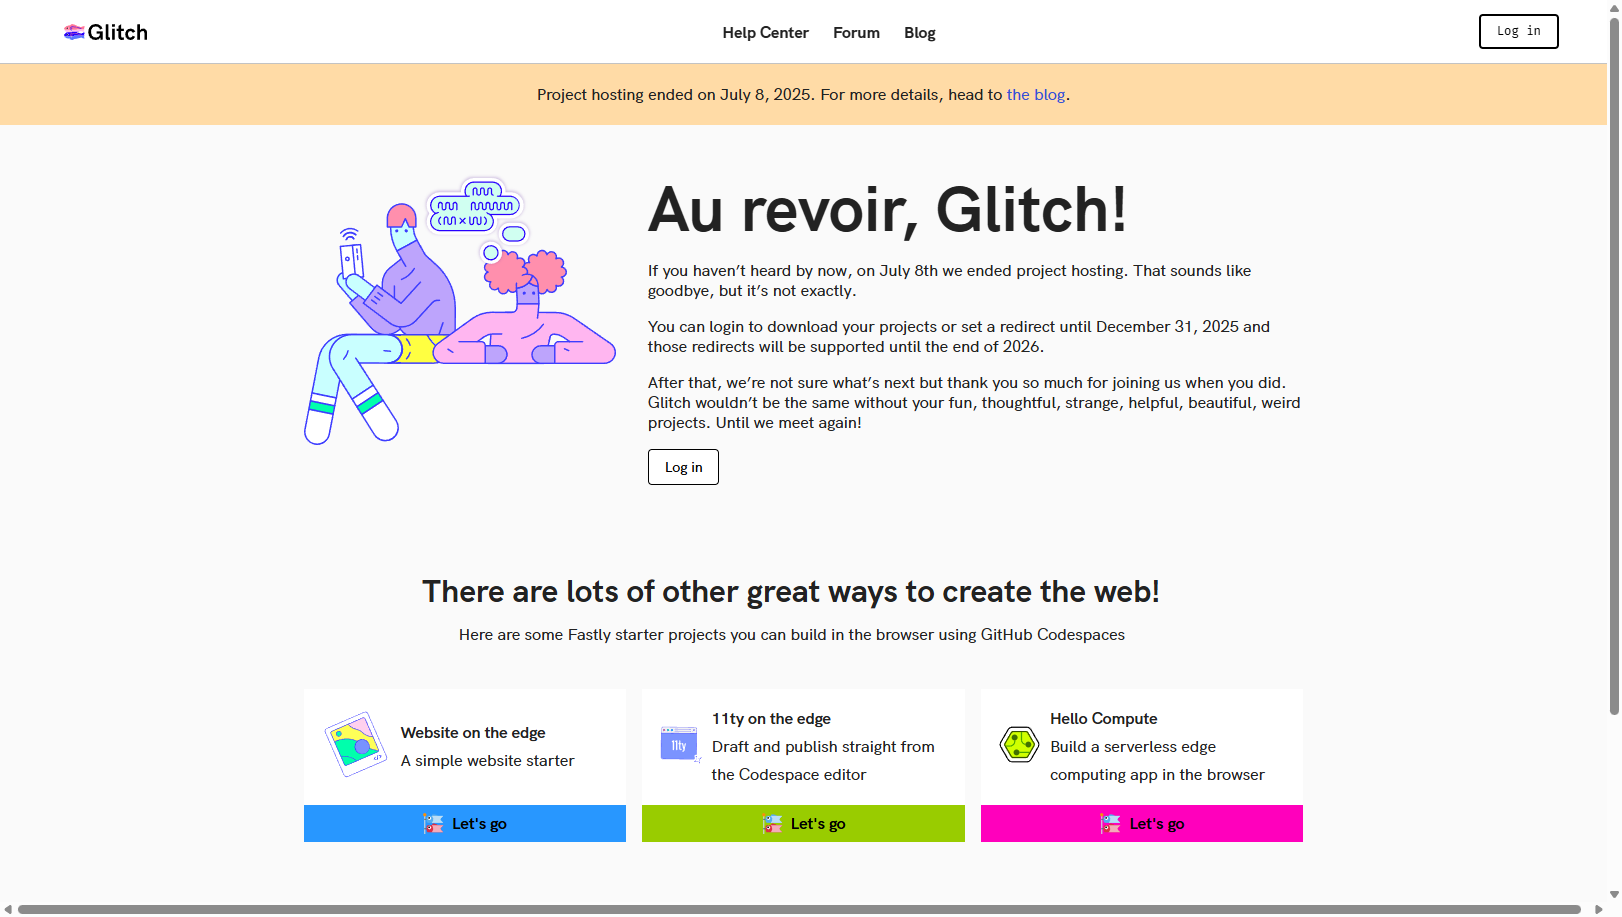 Glitch
Help Center
Forum
Blog
Log in
Project hosting ended on July 8, 2025. For more details, head to the blog.
Au revoir, Glitch!
If you haven’t heard by now, on July 8th we ended project hosting. That sounds like
goodbye, but it’s not exactly.
You can login to download your projects or set a redirect until December 31, 2025 and
those redirects will be supported until the end of 2026.
After that, we’re not sure what’s next but thank you so much for joining us when you did.
Glitch wouldn’t be the same without your fun, thoughtful, strange, helpful, beautiful, weird
projects. Until we meet again!
Log in
There are lots of other great ways to create the web!
Here are some Fastly starter projects you can build in the browser using GitHub Codespaces
Website on the edge
A simple website starter
Let's go
11ty
11ty on the edge
Draft and publish straight from
the Codespace editor
Let's go
Hello Compute
Build a serverless edge
computing app in the browser
Let's go